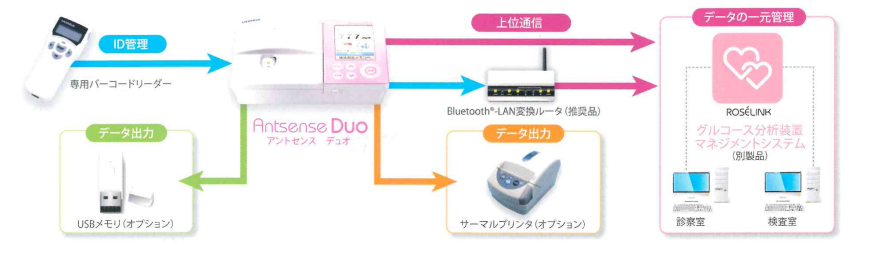 ID管理
専用バーコードリーダー
Antsense Duo
アントセンス デュオ
上位通信
Bluetooth®-LAN変換ルータ(推奨品)
データ出力
USBメモリ(オプション)
データ出力
サーマルプリンタ(オプション)
データの一元管理
ROSÉLINK
グルコース分析装置
マネジメントシステム
(別製品)
診察室
検査室